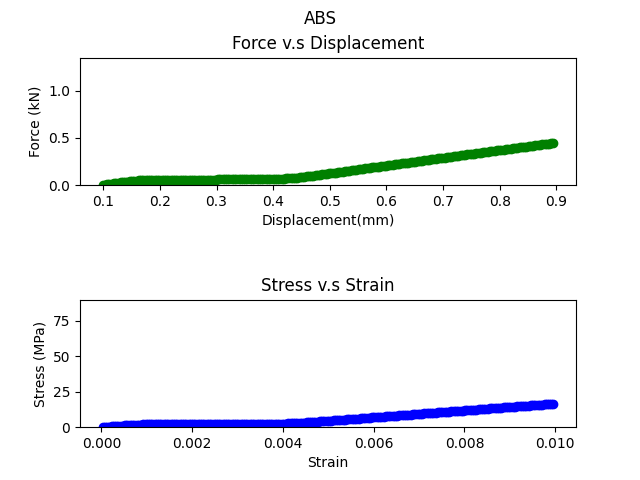 ABS
Force v.s Displacement
1.0
0.5
0.0
Force (kN)
0.1 0.2 0.3 0.4 0.5 0.6 0.7 0.8 0.9
Displacement(mm)
Stress v.s Strain
75
50
25
0
Stress (MPa)
0.000 0.002 0.004 0.006 0.008 0.010
Strain